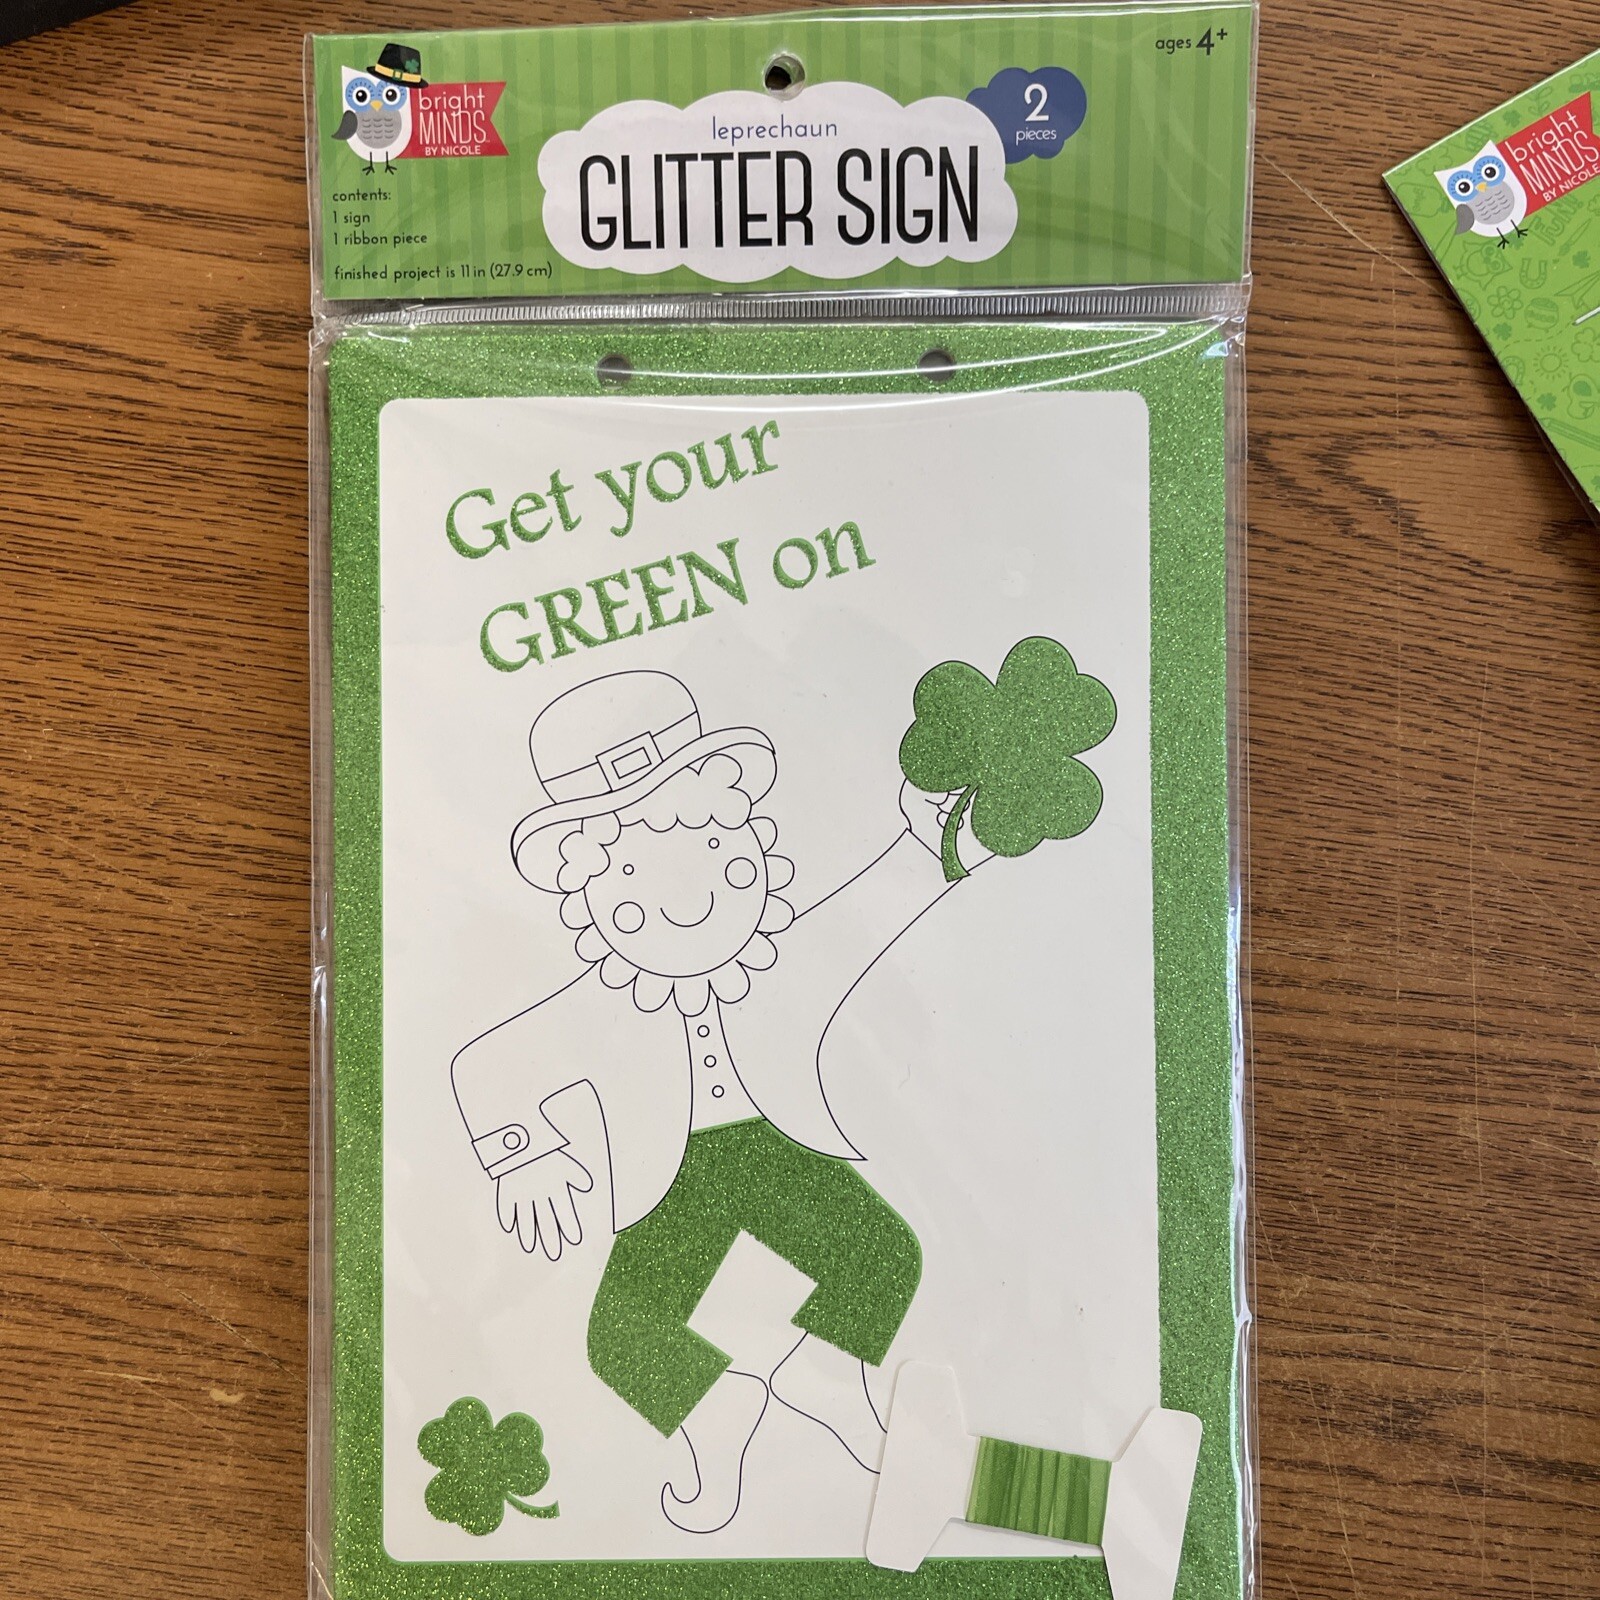 bright
MINDS
BY NICOLE
contents:
1 sign
1 ribbon piece
finished project is 11 in (27.9 cm)
leprechaun
GLITTER SIGN
2
pieces
ages 4+
Get your
GREEN on
bright
MINDS
BY NICOLE